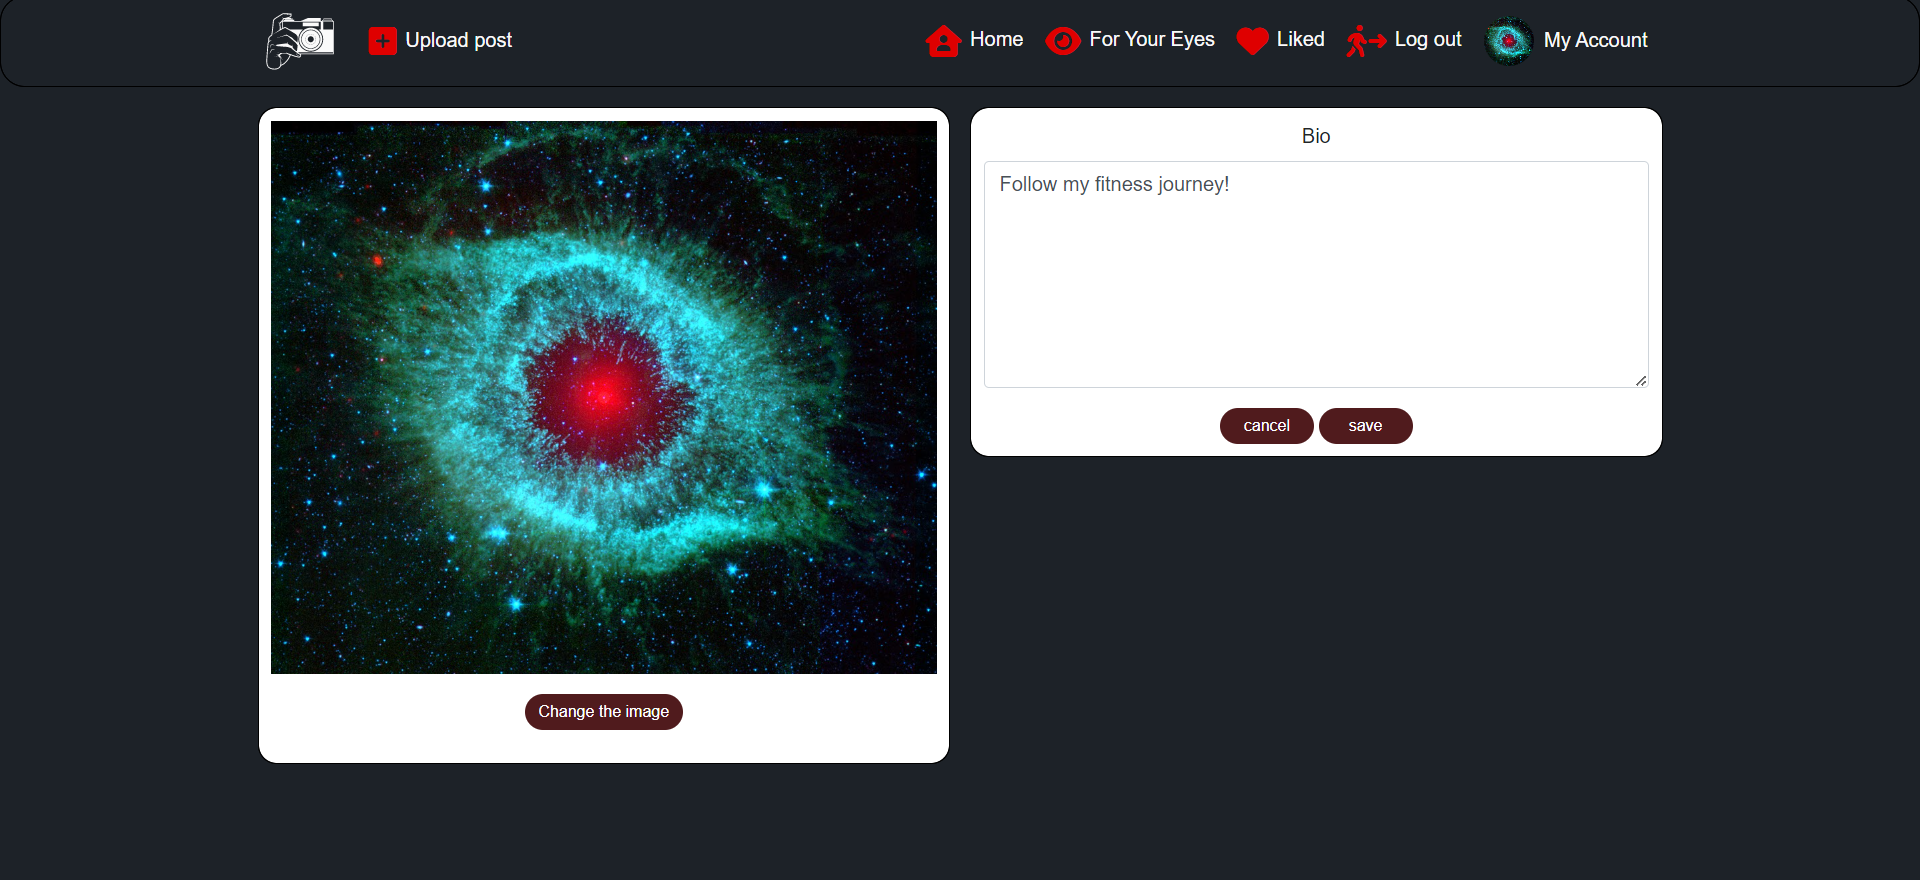 Upload post
Home
For Your Eyes
Liked
Log out
My Account
Change the image
Bio
Follow my fitness journey!
cancel
save